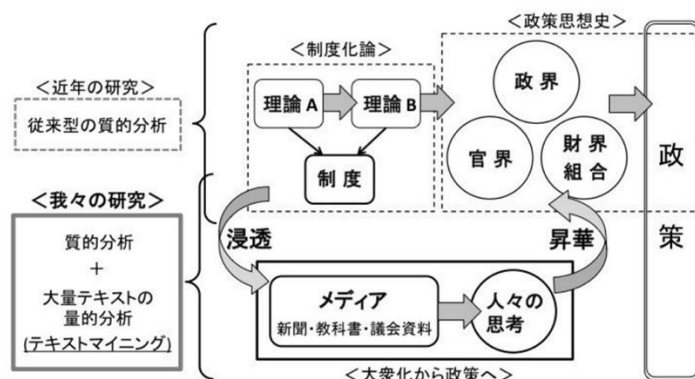 <政策思想史>
<制度化論>
<近年の研究>
従来型の質的分析
理論 A
理論 B
制 度
政 界
官 界
財 界
組合
政
策
<我々の研究>
質的分析
+
大量テキストの
量的分析
(テキストマイニング)
浸透
昇華
メディア
新聞・教科書・議会資料
人々の
思考
<大衆化から政策へ>